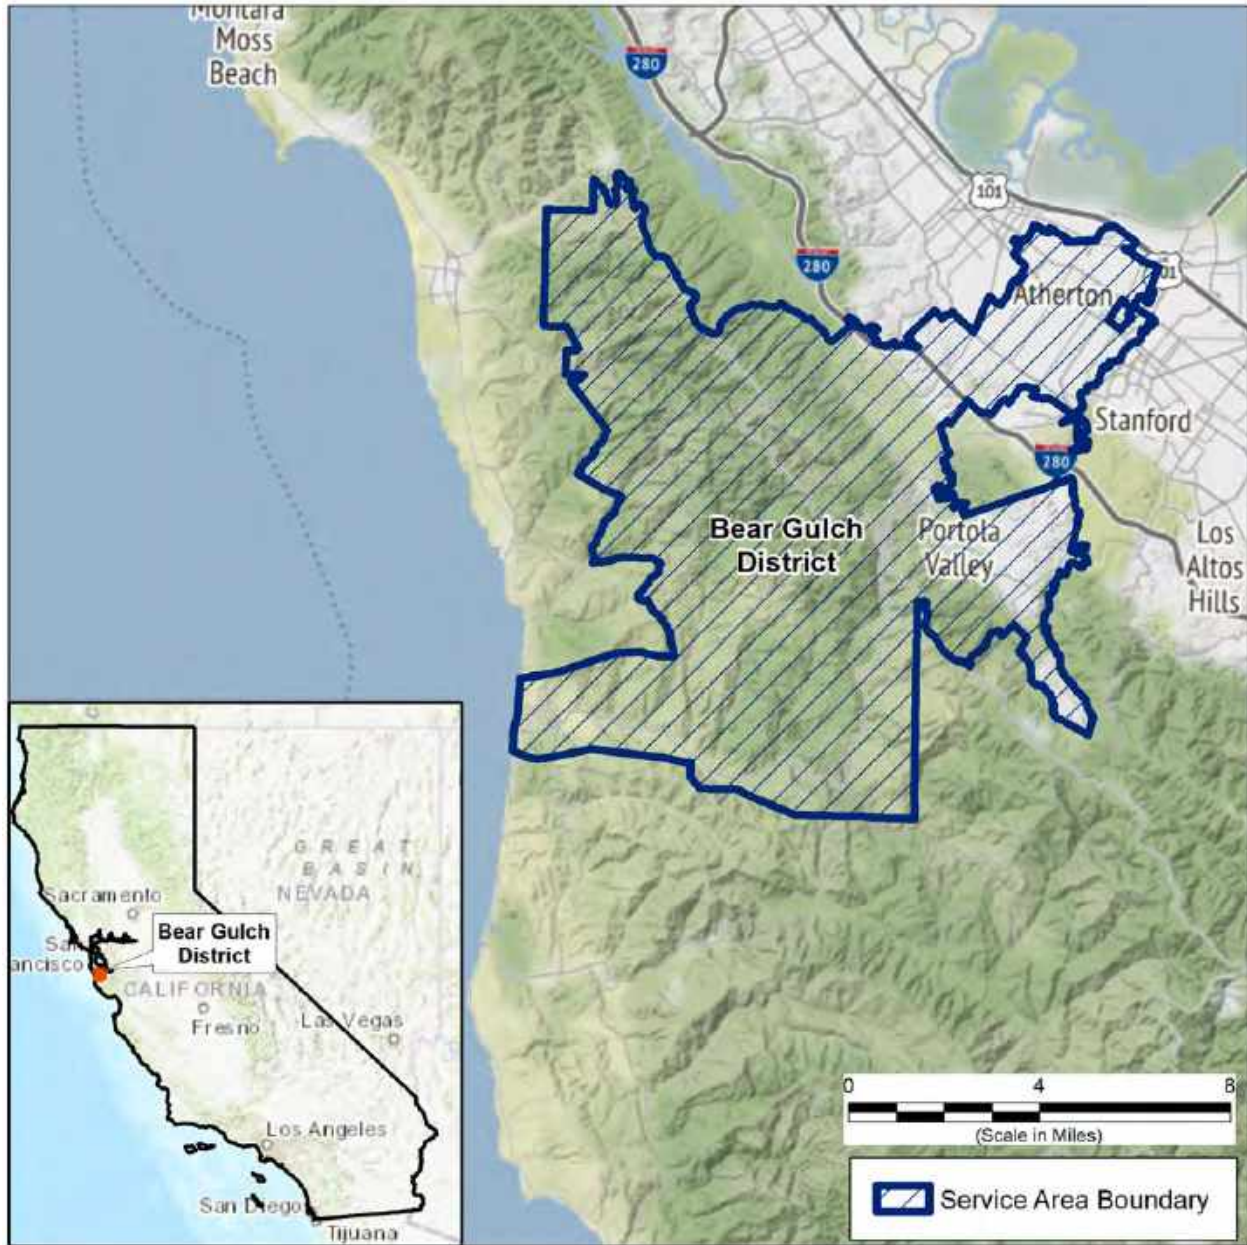 Montara
Moss
Beach
280
101
280
101
Atherton
Stanford
280
Bear Gulch
District
Portola
Valley
Los
Altos
Hills
GREAT
BASIN
NEVADA
Sacramento
Bear Gulch
District
San
ancisco
CALIFORNIA
Fresno
Las Vegas
Los Angeles
San Diego
Tijuana
0 4 8
(Scale in Miles)
Service Area Boundary